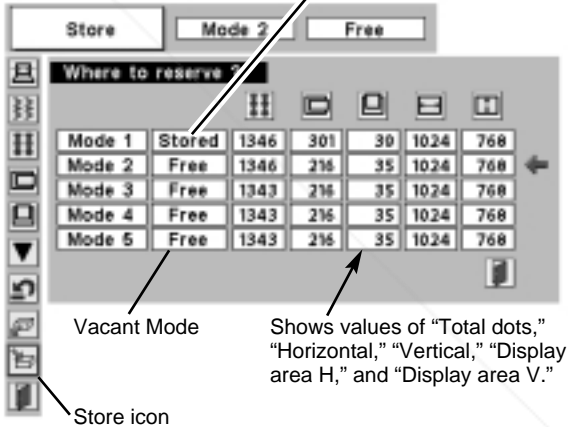 Store Mode 2 Free
Where to reserve ?
Mode 1 Stored 1346 301 30 1024 768
Mode 2 Free 1346 216 35 1024 768
Mode 3 Free 1343 216 35 1024 768
Mode 4 Free 1343 216 35 1024 768
Mode 5 Free 1343 216 35 1024 768
Vacant Mode
Shows values of “Total dots,”
“Horizontal,” “Vertical,” “Display
area H,” and “Display area V.”
Store icon